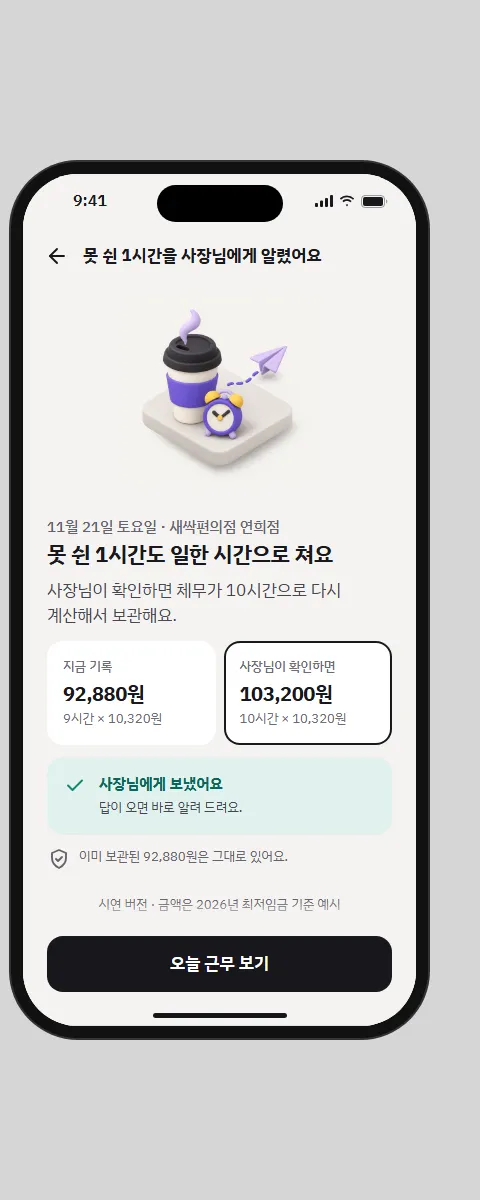 9:41
못 쉰 1시간을 사장님에게 알렸어요
11월 21일 토요일 · 새싹편의점 연희점
못 쉰 1시간도 일한 시간으로 쳐요
사장님이 확인하면 체무가 10시간으로 다시
계산해서 보관해요.
지금 기록
92,880원
9시간 × 10,320원
사장님이 확인하면
103,200원
10시간 × 10,320원
사장님에게 보냈어요
답이 오면 바로 알려 드려요.
이미 보관된 92,880원은 그대로 있어요.
시연 버전 · 금액은 2026년 최저임금 기준 예시
오늘 근무 보기